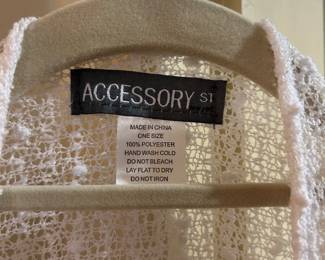 ACCESSORY ST
MADE IN CHINA
ONE SIZE
100% POLYESTER
HAND WASH COLD
DO NOT BLEACH
LAY FLAT TO DRY
DO NOT IRON